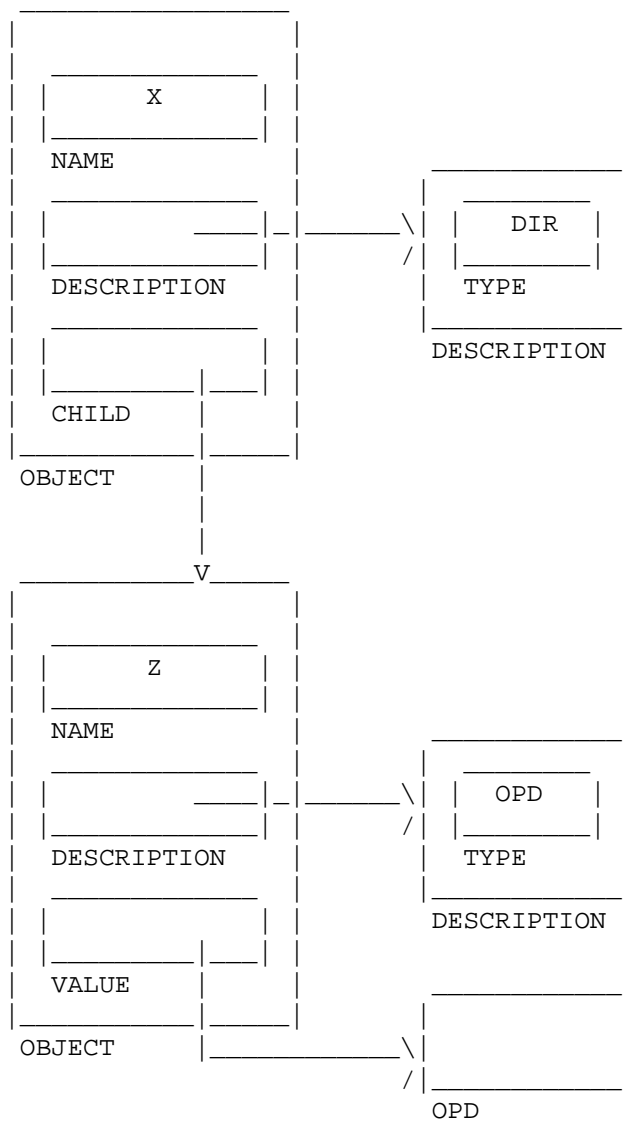 X
NAME
DIR
DESCRIPTION TYPE
DESCRIPTION
CHILD
OBJECT
V
Z
NAME
OPD
DESCRIPTION TYPE
DESCRIPTION
VALUE
OBJECT
OPD